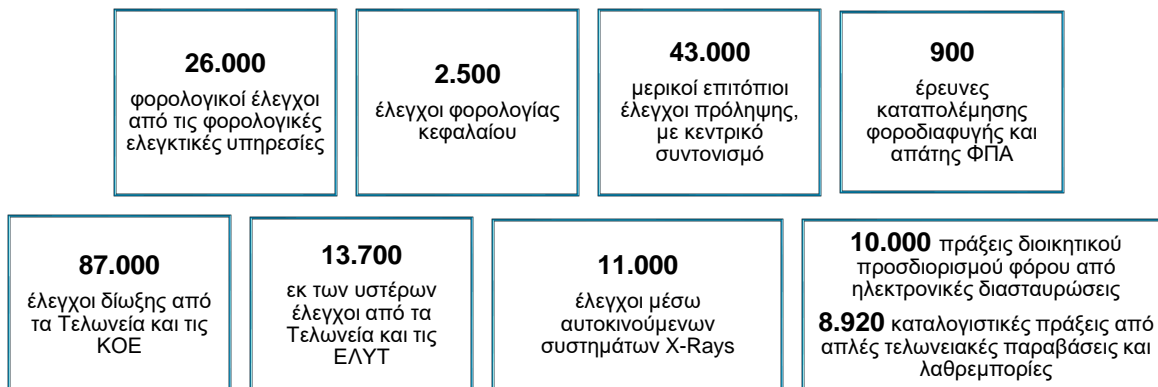 26.000
φορολογικοί έλεγχοι
από τις φορολογικές
ελεγκτικές υπηρεσίες
2.500
έλεγχοι φορολογίας
κεφαλαίου
43.000
μερικοί επιτόπιοι
έλεγχοι πρόληψης,
με κεντρικό
συντονισμό
900
έρευνες
καταπολέμησης
φοροδιαφυγής και
απάτης ΦΠΑ
87.000
έλεγχοι δίωξης από
τα Τελωνεία και τις
ΚΟΕ
13.700
εκ των υστέρων
έλεγχοι από τα
Τελωνεία και τις
ΕΛΥΤ
11.000
έλεγχοι μέσω
αυτοκινούμενων
συστημάτων X-Rays
10.000 πράξεις διοικητικού
προσδιορισμού φόρου από
ηλεκτρονικές διασταυρώσεις
8.920 καταλογιστικές πράξεις από
απλές τελωνειακές παραβάσεις και
λαθρεμπορίες